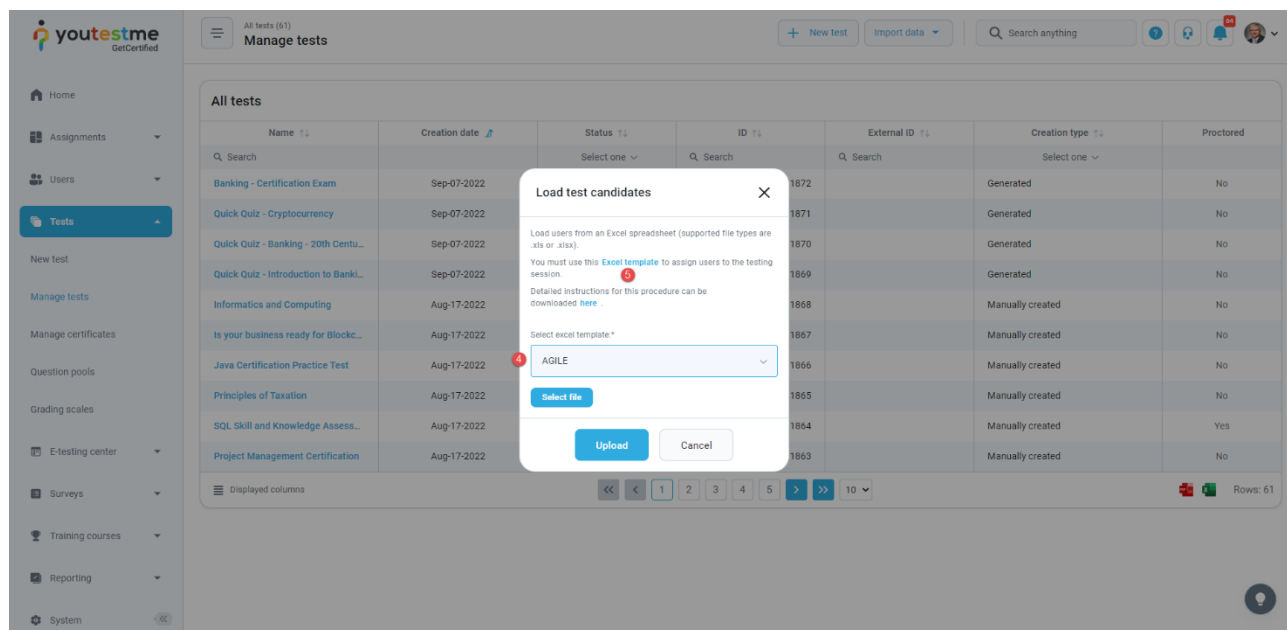 youtestme
GetCertified
All tests (61)
Manage tests
New test
Import data
Search anything
94
Home
Assignments
Users
Tests
New test
Manage tests
Manage certificates
Question pools
Grading scales
E-testing center
Surveys
Training courses
Reporting
System
All tests
Name Creation date Status ID External ID Creation type Proctored
Search Select one Search Search Select one
Banking - Certification Exam Sep-07-2022 1872 Generated No
Quick Quiz - Cryptocurrency Sep-07-2022 1871 Generated No
Quick Quiz - Banking - 20th Centu... Sep-07-2022 1870 Generated No
Quick Quiz - Introduction to Banki... Sep-07-2022 1869 Generated No
Informatics and Computing Aug-17-2022 1868 Manually created No
Is your business ready for Blockc... Aug-17-2022 1867 Manually created No
Java Certification Practice Test Aug-17-2022 1866 Manually created No
Principles of Taxation Aug-17-2022 1865 Manually created No
SQL Skill and Knowledge Assess... Aug-17-2022 1864 Manually created Yes
Project Management Certification Aug-17-2022 1863 Manually created No
Displayed columns
1 2 3 4 5
10
Rows: 61
Load test candidates
Load users from an Excel spreadsheet (supported file types are
.xls or .xlsx).
You must use this Excel template to assign users to the testing
session. 5
Detailed instructions for this procedure can be
downloaded here .
Select excel template:*
4 AGILE
Select file
Upload Cancel